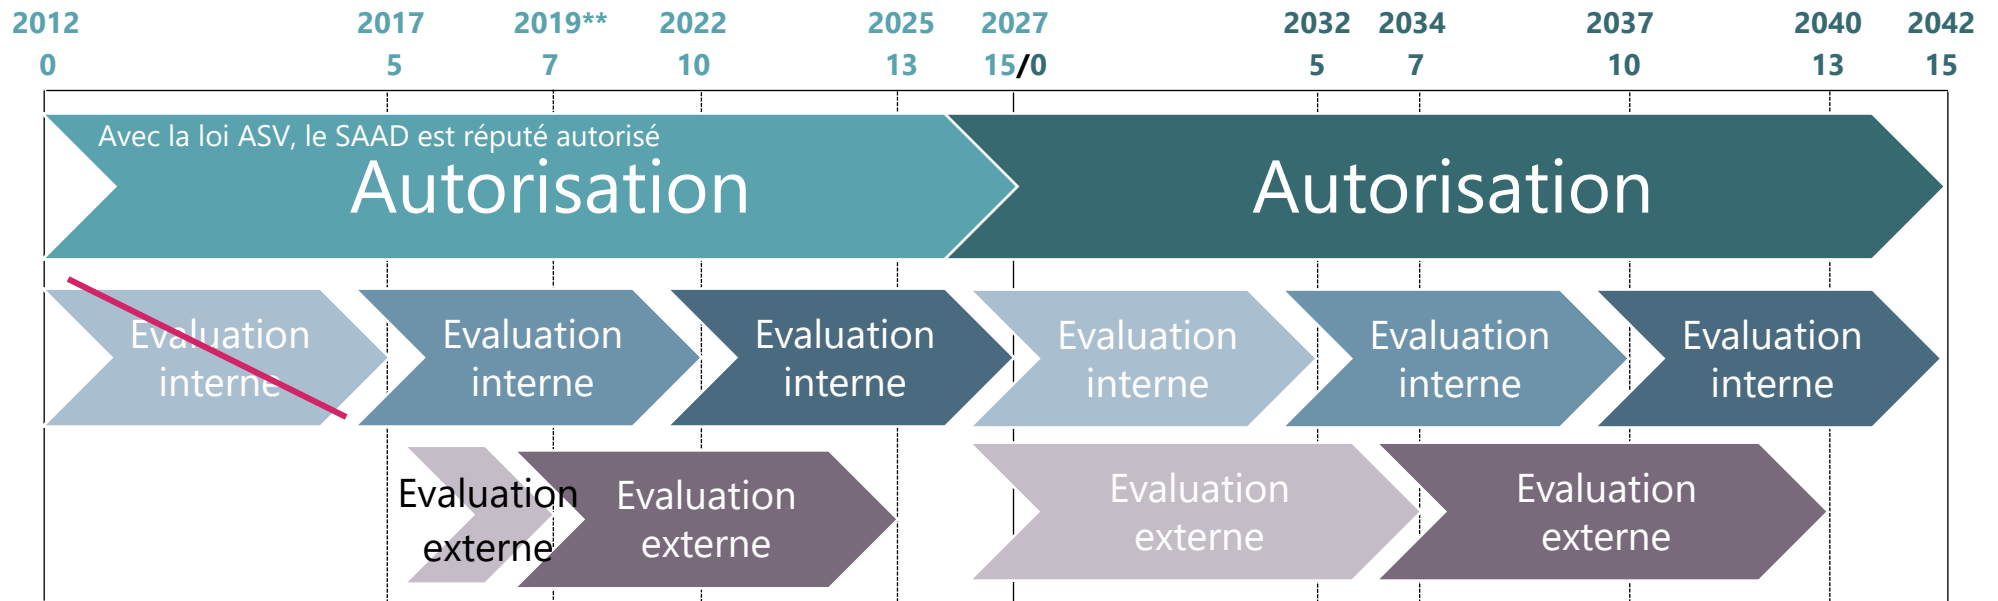 2012 2017 2019** 2022 2025 2027 2032 2034 2037 2040 2042
0 5 7 10 13 15/0 5 7 10 13 15
Avec la loi ASV, le SAAD est réputé autorisé
Autorisation Autorisation
Evaluation Evaluation Evaluation Evaluation Evaluation Evaluation
interne interne interne interne interne interne
Evaluation Evaluation Evaluation Evaluation
externe externe externe externe